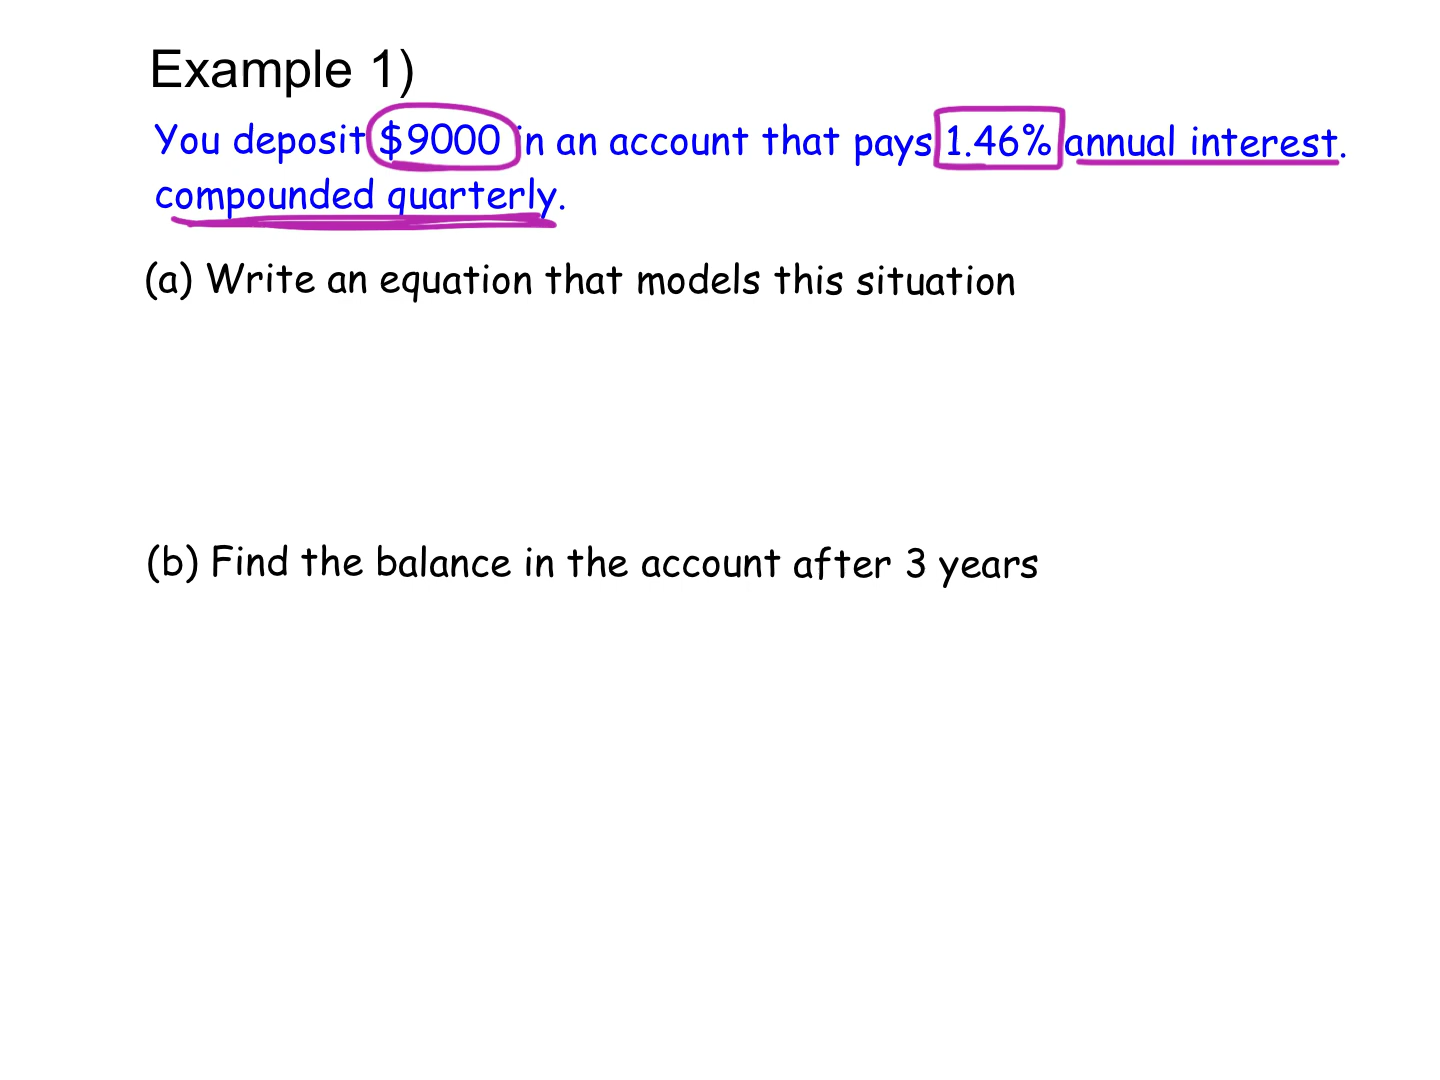 Example 1)
You deposit $9000 in an account that pays 1.46% annual interest.
compounded quarterly.
(a) Write an equation that models this situation
(b) Find the balance in the account after 3 years